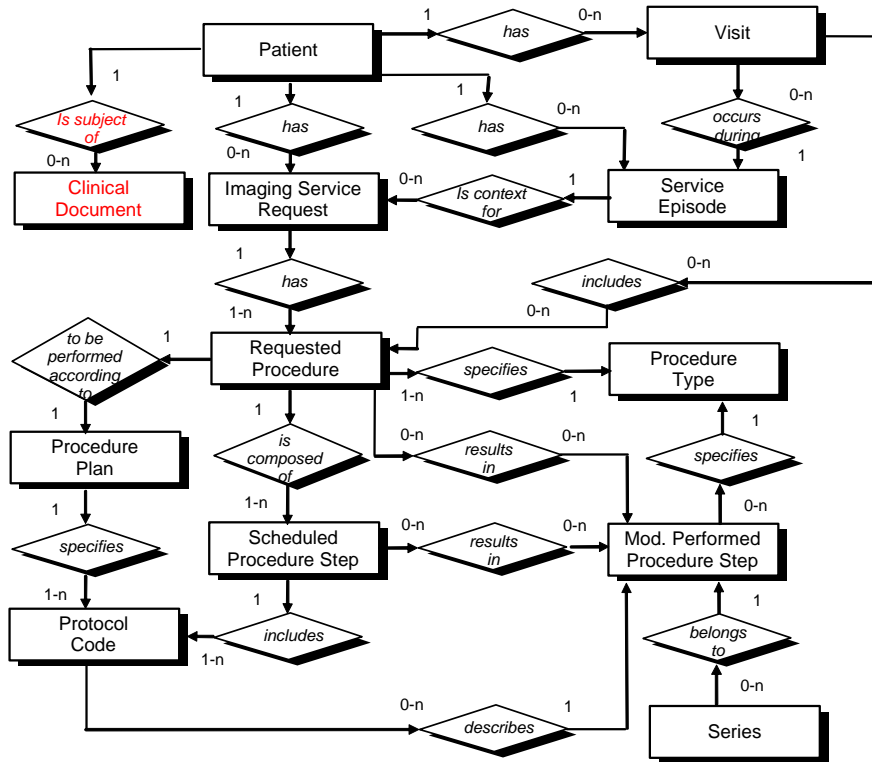 1
has
0-n
Patient
Visit
1
1
1
0-n
Is subject
of
has
has
0-n
occurs
during
0-n
0-n
1
Clinical
Document
Imaging Service
Request
0-n
Is context
for
1
Service
Episode
1
has
includes
0-n
1-n
0-n
to be
performed
according
to
1
Requested
Procedure
specifies
Procedure
Type
1-n
1
1
1
1
Procedure
Plan
is
composed
of
0-n
results
in
0-n
specifies
1
1-n
0-n
specifies
Scheduled
Procedure Step
0-n
results
in
0-n
Mod. Performed
Procedure Step
1-n
1
1
Protocol
Code
includes
belongs
to
1-n
0-n
0-n
describes
1
Series